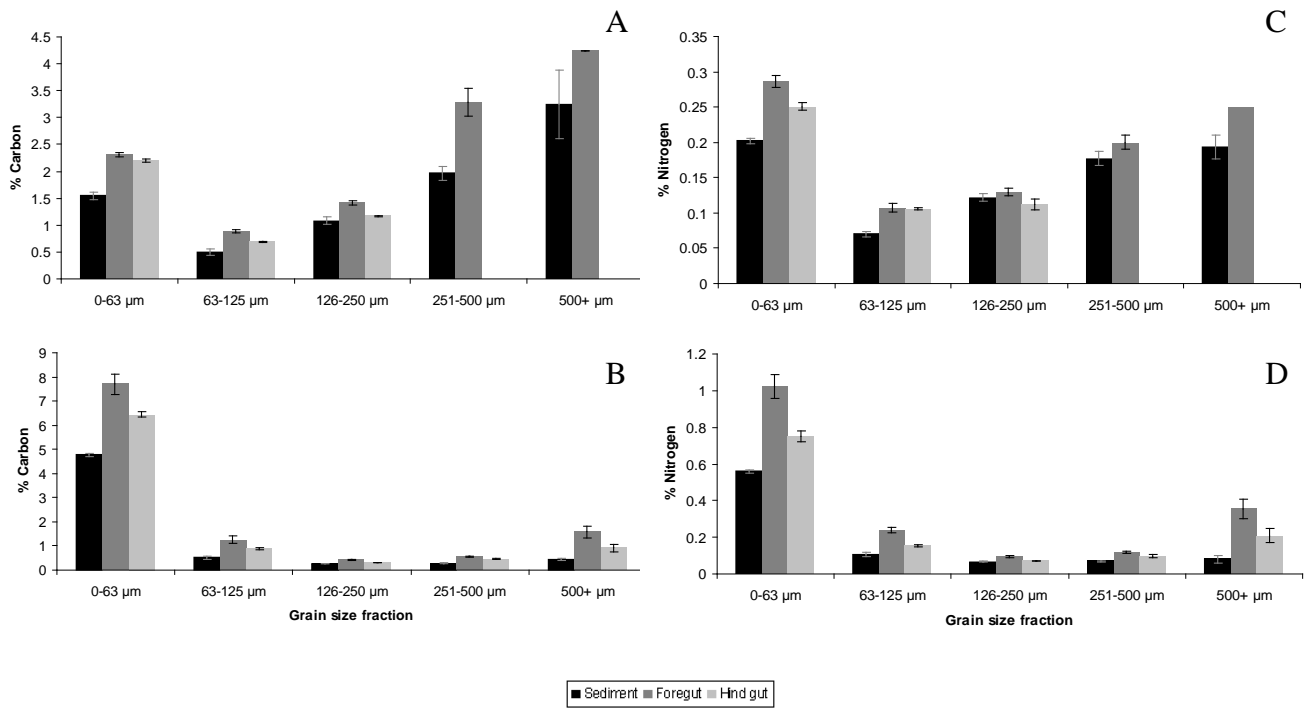 A
4.5
4
3.5
3
2.5
2
1.5
1
0.5
0
% Carbon
0-63 µm 63-125 µm 126-250 µm 251-500 µm 500+ µm
C
0.35
0.3
0.25
0.2
0.15
0.1
0.05
0
% Nitrogen
0-63 µm 63-125 µm 126-250 µm 251-500 µm 500+ µm
B
9
8
7
6
5
4
3
2
1
0
% Carbon
0-63 µm 63-125 µm 126-250 µm 251-500 µm 500+ µm
Grain size fraction
D
1.2
1
0.8
0.6
0.4
0.2
0
% Nitrogen
0-63 µm 63-125 µm 126-250 µm 251-500 µm 500+ µm
Grain size fraction
Sediment Foregut Hind gut